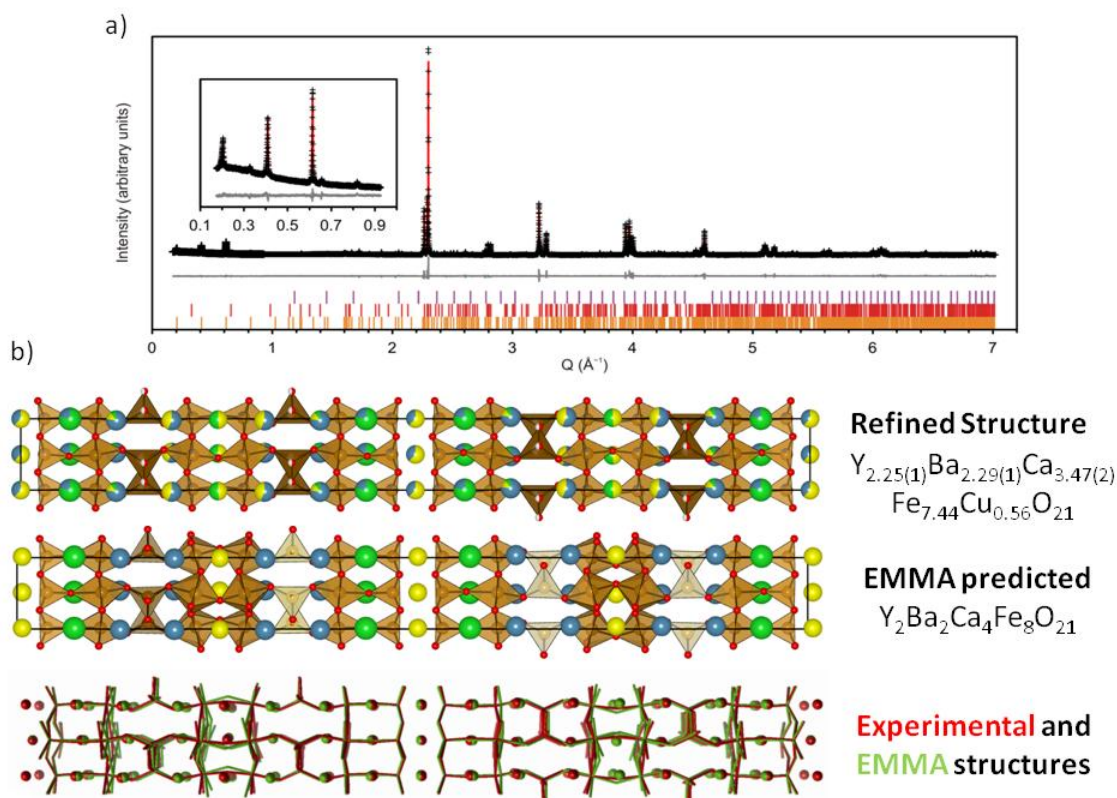 a)
Intensity (arbitrary units)
0.1 0.3 0.5 0.7 0.9
0 1 2 3 4 5 6 7
Q (Å⁻¹)
b)
Refined Structure
Y₂.₂₅₍₁₎Ba₂.₂₉₍₁₎Ca₃.₄₇₍₂₎
Fe₇.₄₄Cu₀.₅₆O₂₁
EMMA predicted
Y₂Ba₂Ca₄Fe₈O₂₁
Experimental and
EMMA structures